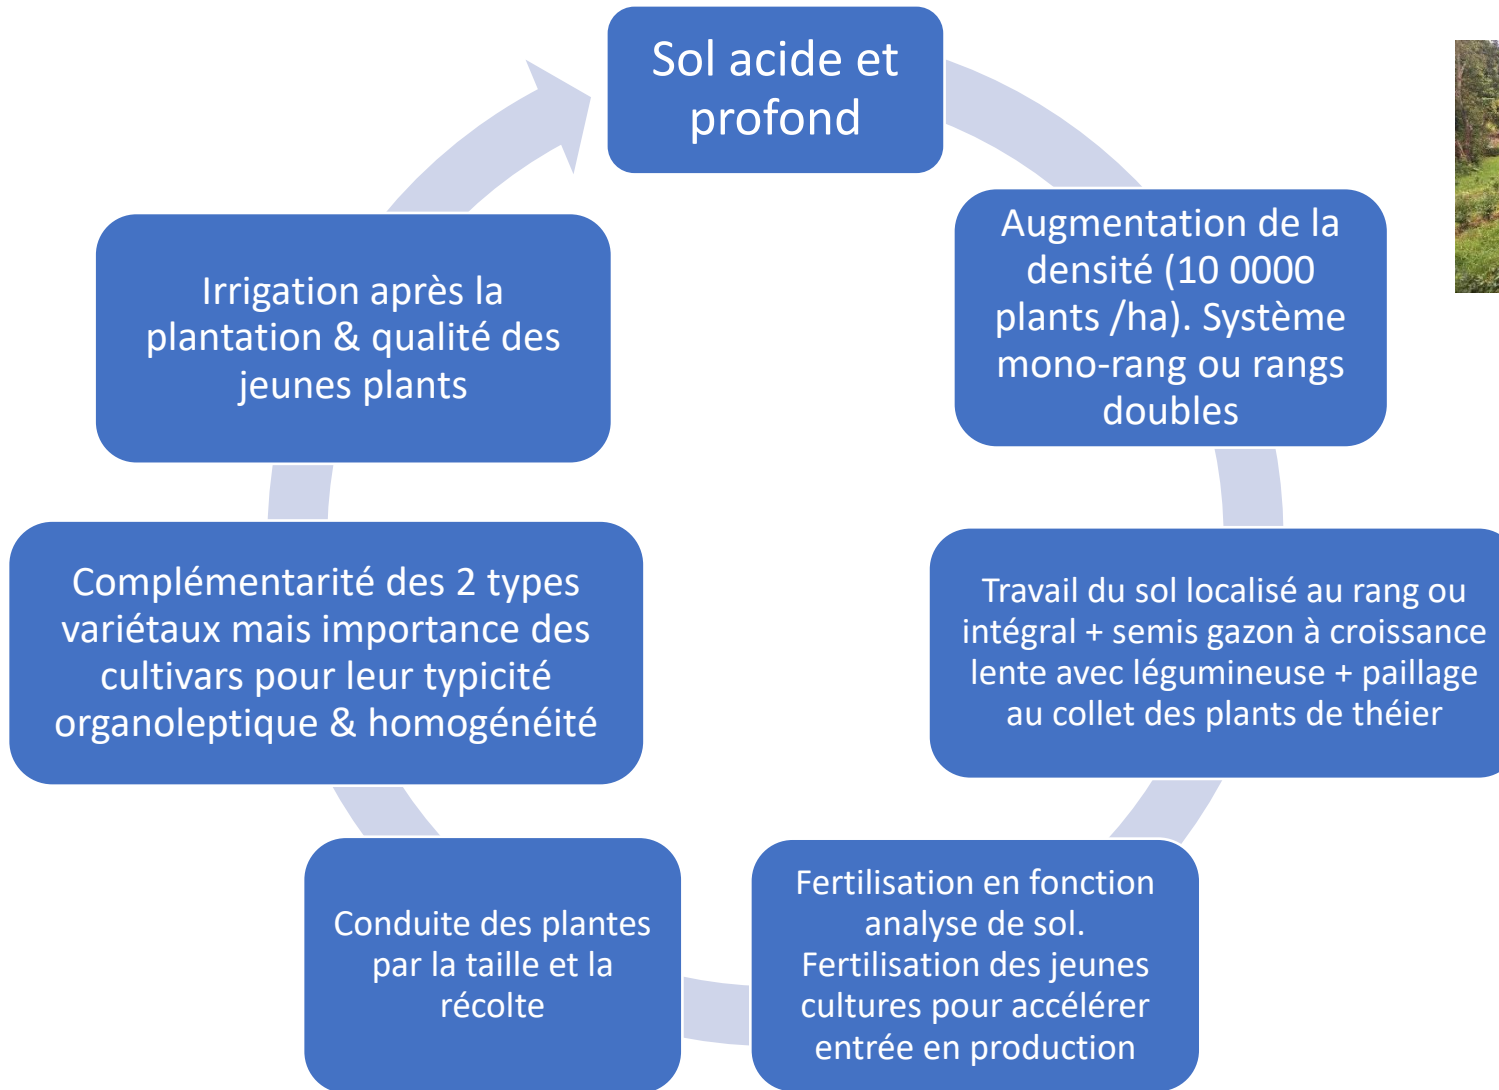 Sol acide et
profond
Augmentation de la
densité (10 0000
plants /ha). Système
mono-rang ou rangs
doubles
Travail du sol localisé au rang ou
intégral + semis gazon à croissance
lente avec légumineuse + paillage
au collet des plants de théier
Fertilisation en fonction
analyse de sol.
Fertilisation des jeunes
cultures pour accélérer
entrée en production
Conduite des plantes
par la taille et la
récolte
Complémentarité des 2 types
variétaux mais importance des
cultivars pour leur typicité
organoleptique & homogénéité
Irrigation après la
plantation & qualité des
jeunes plants